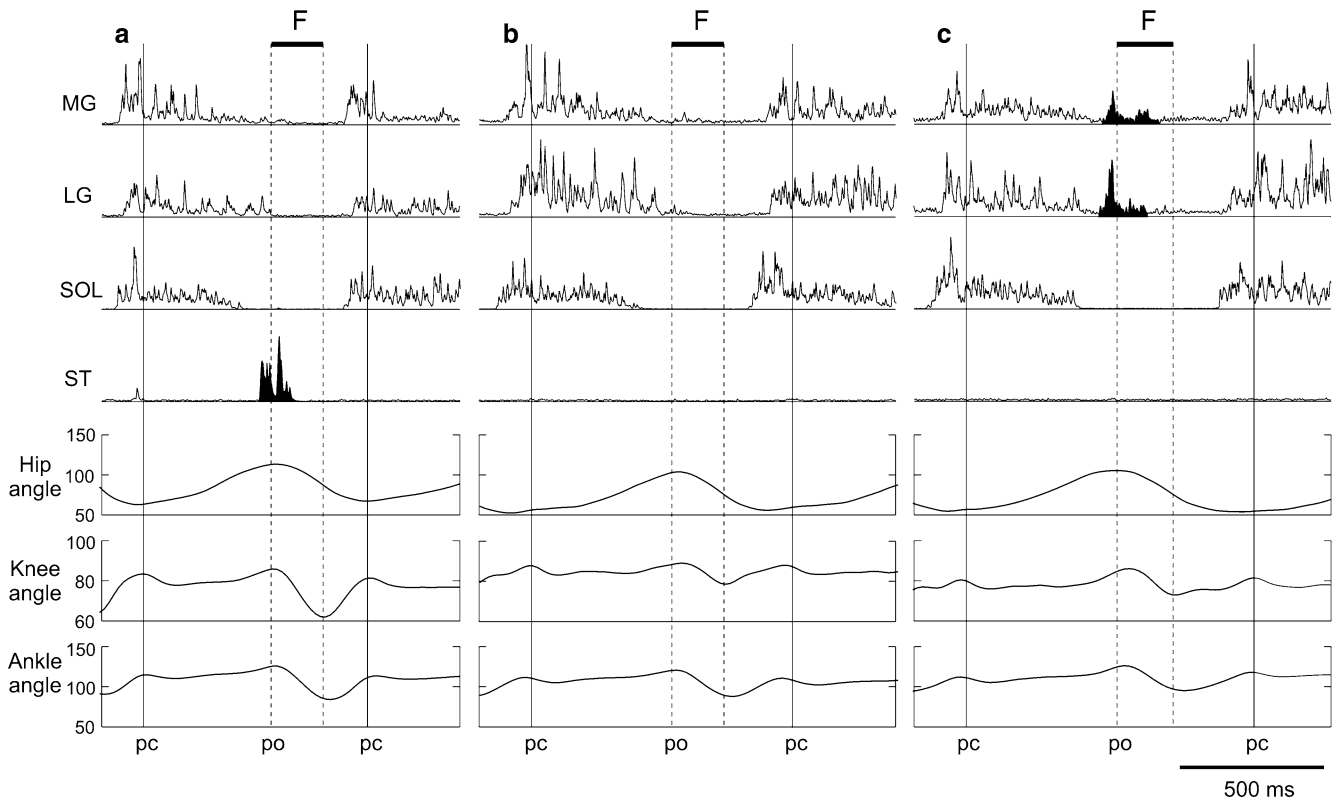 a F b F c F
MG
LG
SOL
ST
Hip angle 150 100 50
Knee angle 100 80 60
Ankle angle 150 100 50
pc po pc pc po pc pc po pc
500 ms